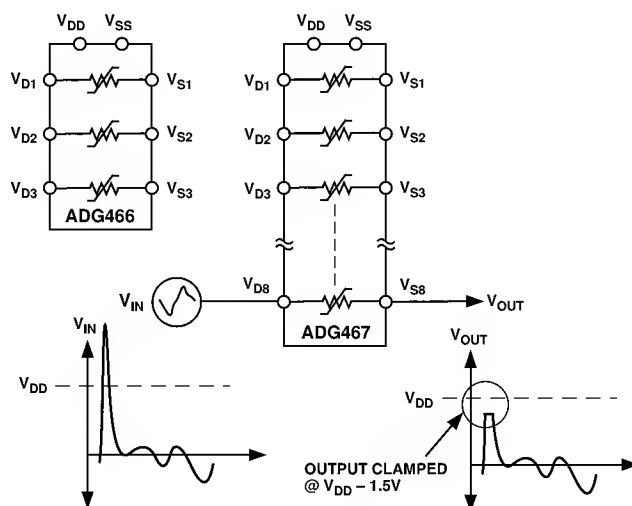 VDD VSS
VD1 VS1
VD2 VS2
VD3 VS3
ADG466
VDD VSS
VD1 VS1
VD2 VS2
VD3 VS3
VD8 VS8
VIN VOUT
ADG467
VIN
VDD
VOUT
VDD
OUTPUT CLAMPED
@ VDD – 1.5V